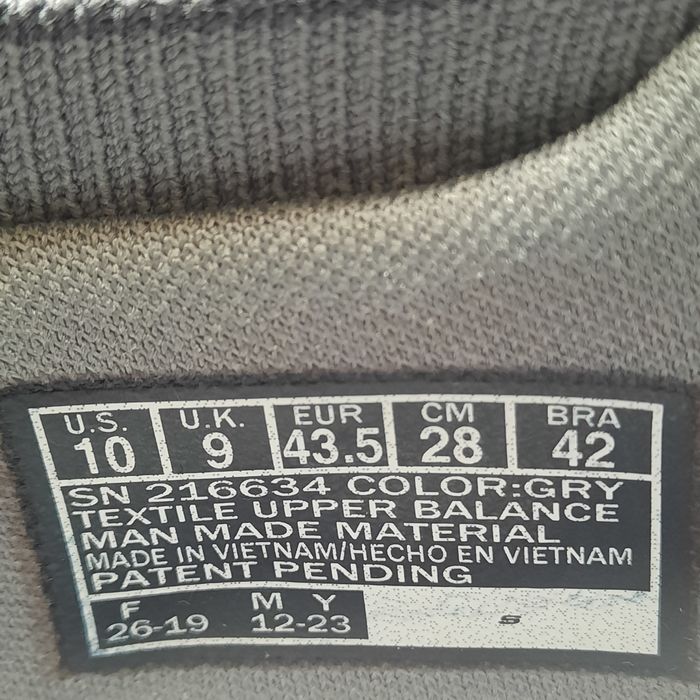 U.S. U.K. EUR CM BRA
10 9 43.5 28 42
SN 216634 COLOR:GRY
TEXTILE UPPER BALANCE
MAN MADE MATERIAL
MADE IN VIETNAM/HECHO EN VIETNAM
PATENT PENDING
F M Y
26-19 12-23
S